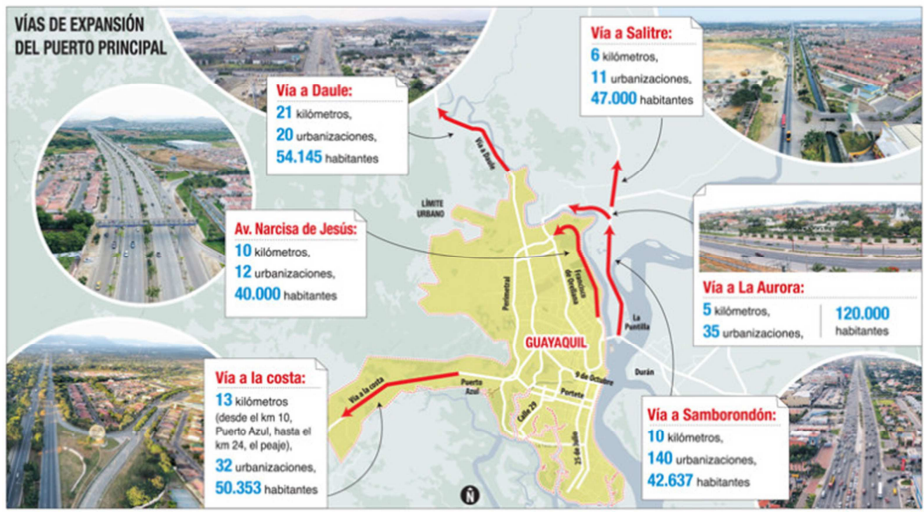 VÍAS DE EXPANSIÓN
DEL PUERTO PRINCIPAL
Vía a Daule:
21 kilómetros,
20 urbanizaciones,
54.145 habitantes
Vía a Salitre:
6 kilómetros,
11 urbanizaciones,
47.000 habitantes
Vía a Daule
LÍMITE
URBANO
Av. Narcisa de Jesús:
10 kilómetros,
12 urbanizaciones,
40.000 habitantes
Perimetral
Francisco
de Orellana
Vía a La Aurora:
5 kilómetros,
35 urbanizaciones,
120.000
habitantes
La
Puntilla
GUAYAQUIL
Durán
Vía a la costa:
13 kilómetros
(desde el km 10,
Puerto Azul, hasta el
km 24, el peaje),
32 urbanizaciones,
50.353 habitantes
Vía a la costa
Puerto
Azul
9 de Octubre
Portete
Calle 29
25 de Julio
Vía a Samborondón:
10 kilómetros,
140 urbanizaciones,
42.637 habitantes
N